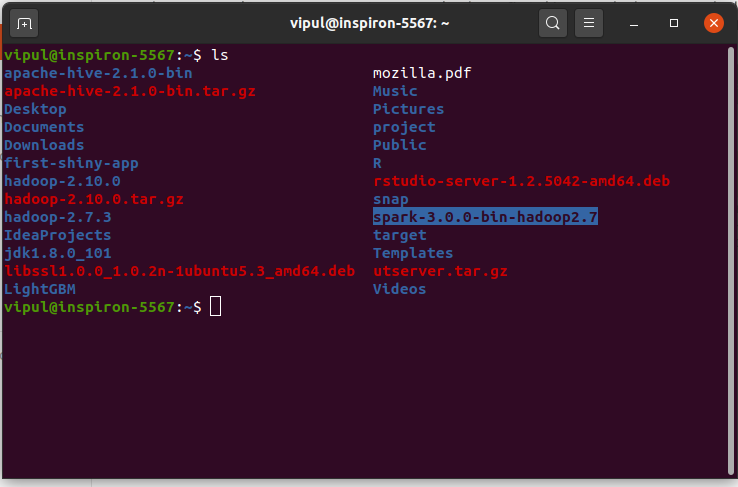 vipul@inspiron-5567: ~
vipul@inspiron-5567:~$ ls
apache-hive-2.1.0-bin mozilla.pdf
apache-hive-2.1.0-bin.tar.gz Music
Desktop Pictures
Documents project
Downloads Public
first-shiny-app R
hadoop-2.10.0 rstudio-server-1.2.5042-amd64.deb
hadoop-2.10.0.tar.gz snap
hadoop-2.7.3 spark-3.0.0-bin-hadoop2.7
IdeaProjects target
jdk1.8.0_101 Templates
libssl1.0.0_1.0.2n-1ubuntu5.3_amd64.deb utserver.tar.gz
LightGBM Videos
vipul@inspiron-5567:~$